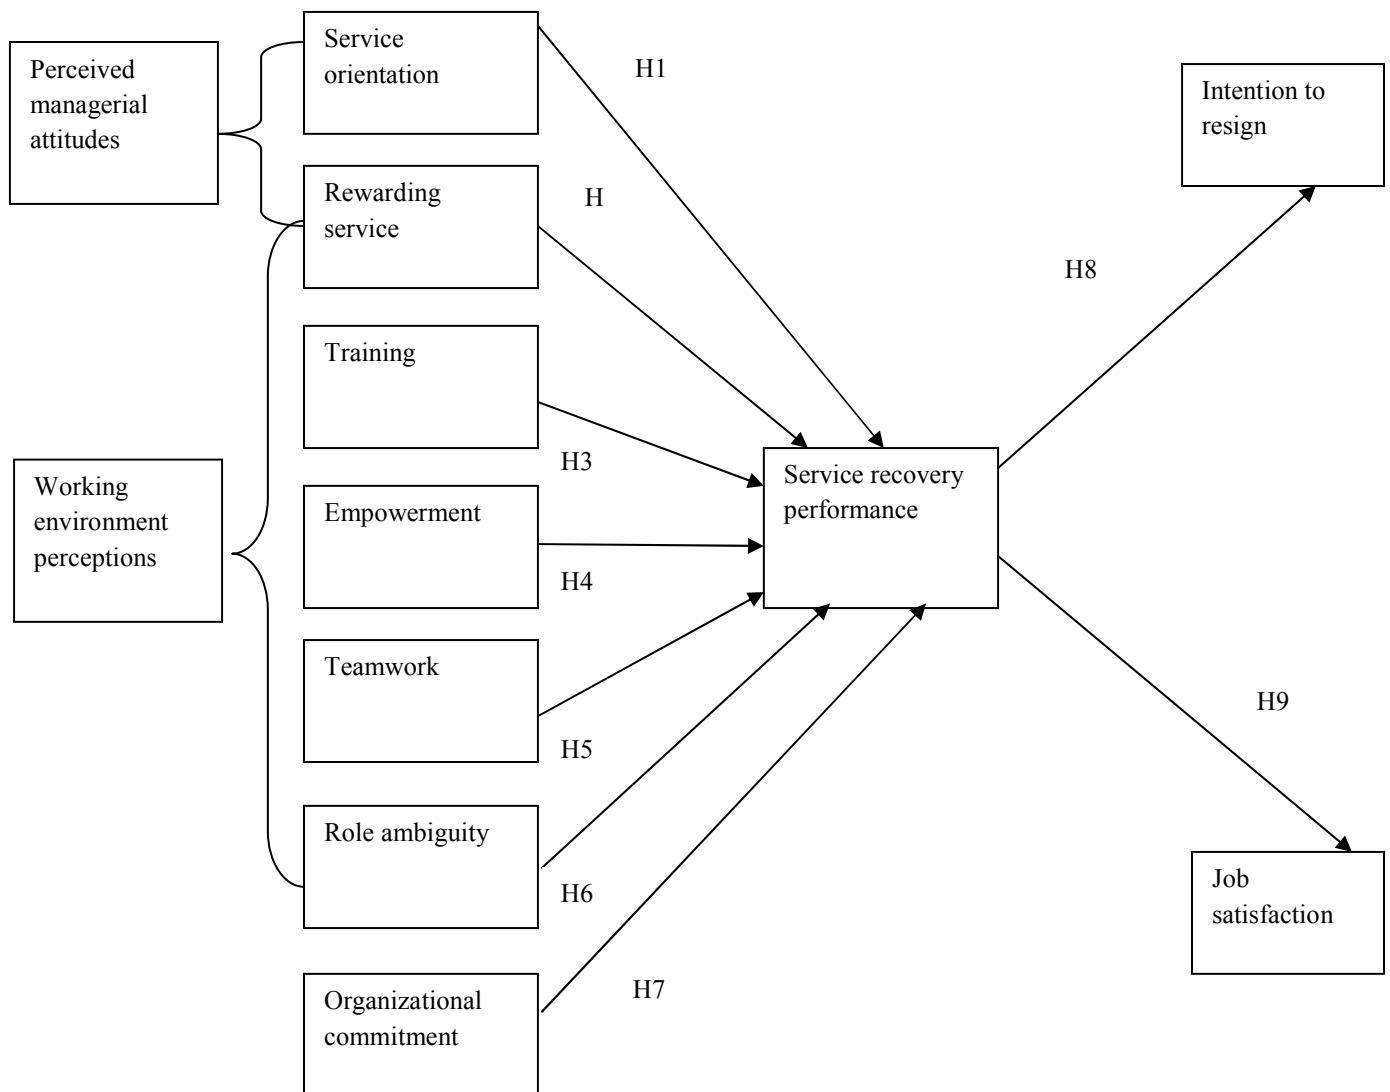 Perceived
managerial
attitudes
Service
orientation
H1
Rewarding
service
H
Training
H3
Working
environment
perceptions
Empowerment
H4
Teamwork
H5
Role ambiguity
H6
Organizational
commitment
H7
Service recovery
performance
Intention to
resign
H8
H9
Job
satisfaction